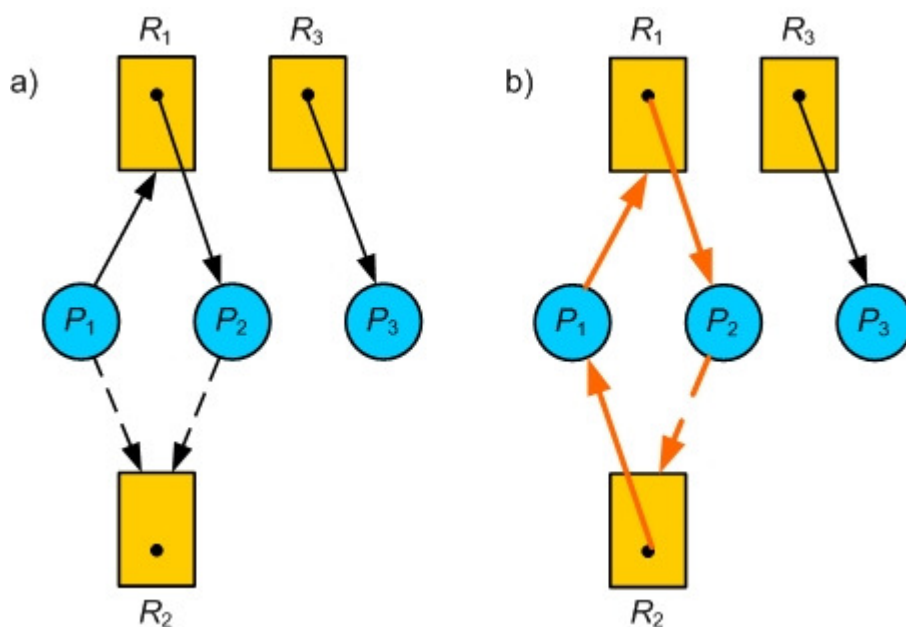 a)
R₁ R₃
P₁ P₂ P₃
R₂
b)
R₁ R₃
P₁ P₂ P₃
R₂